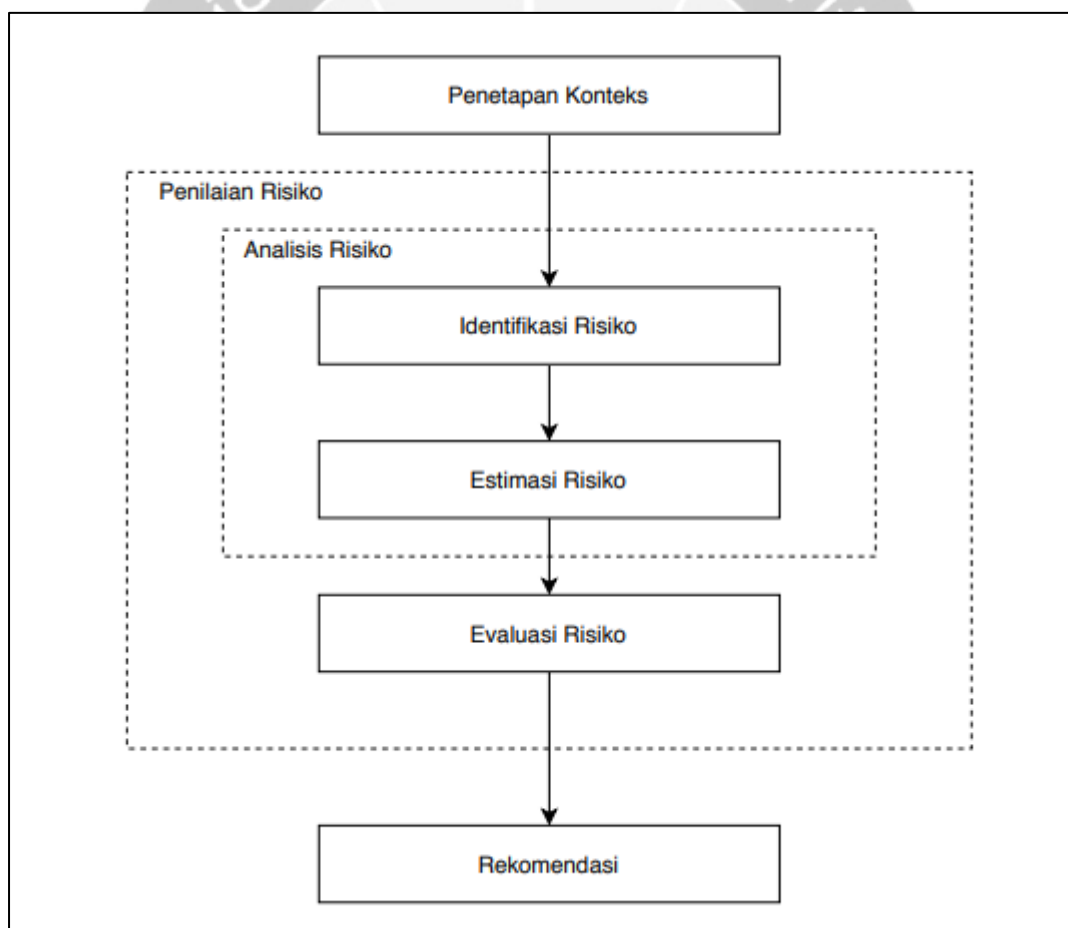 Penetapan Konteks
Penilaian Risiko
Analisis Risiko
Identifikasi Risiko
Estimasi Risiko
Evaluasi Risiko
Rekomendasi